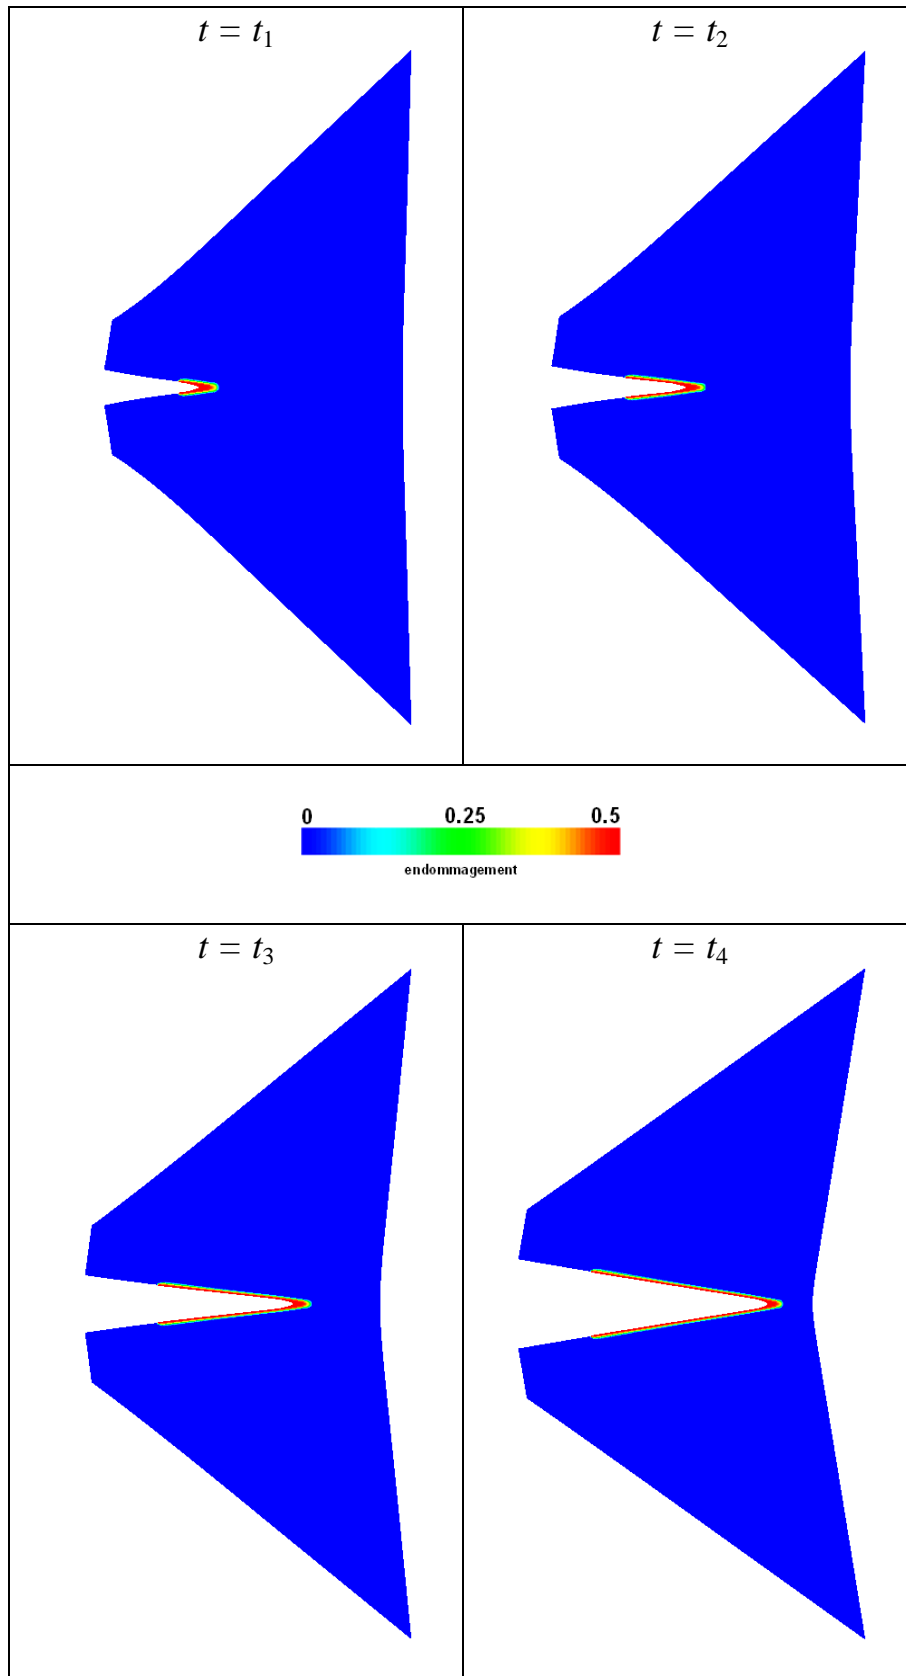 t = t₁
t = t₂
0 0.25 0.5
endommagement
t = t₃
t = t₄